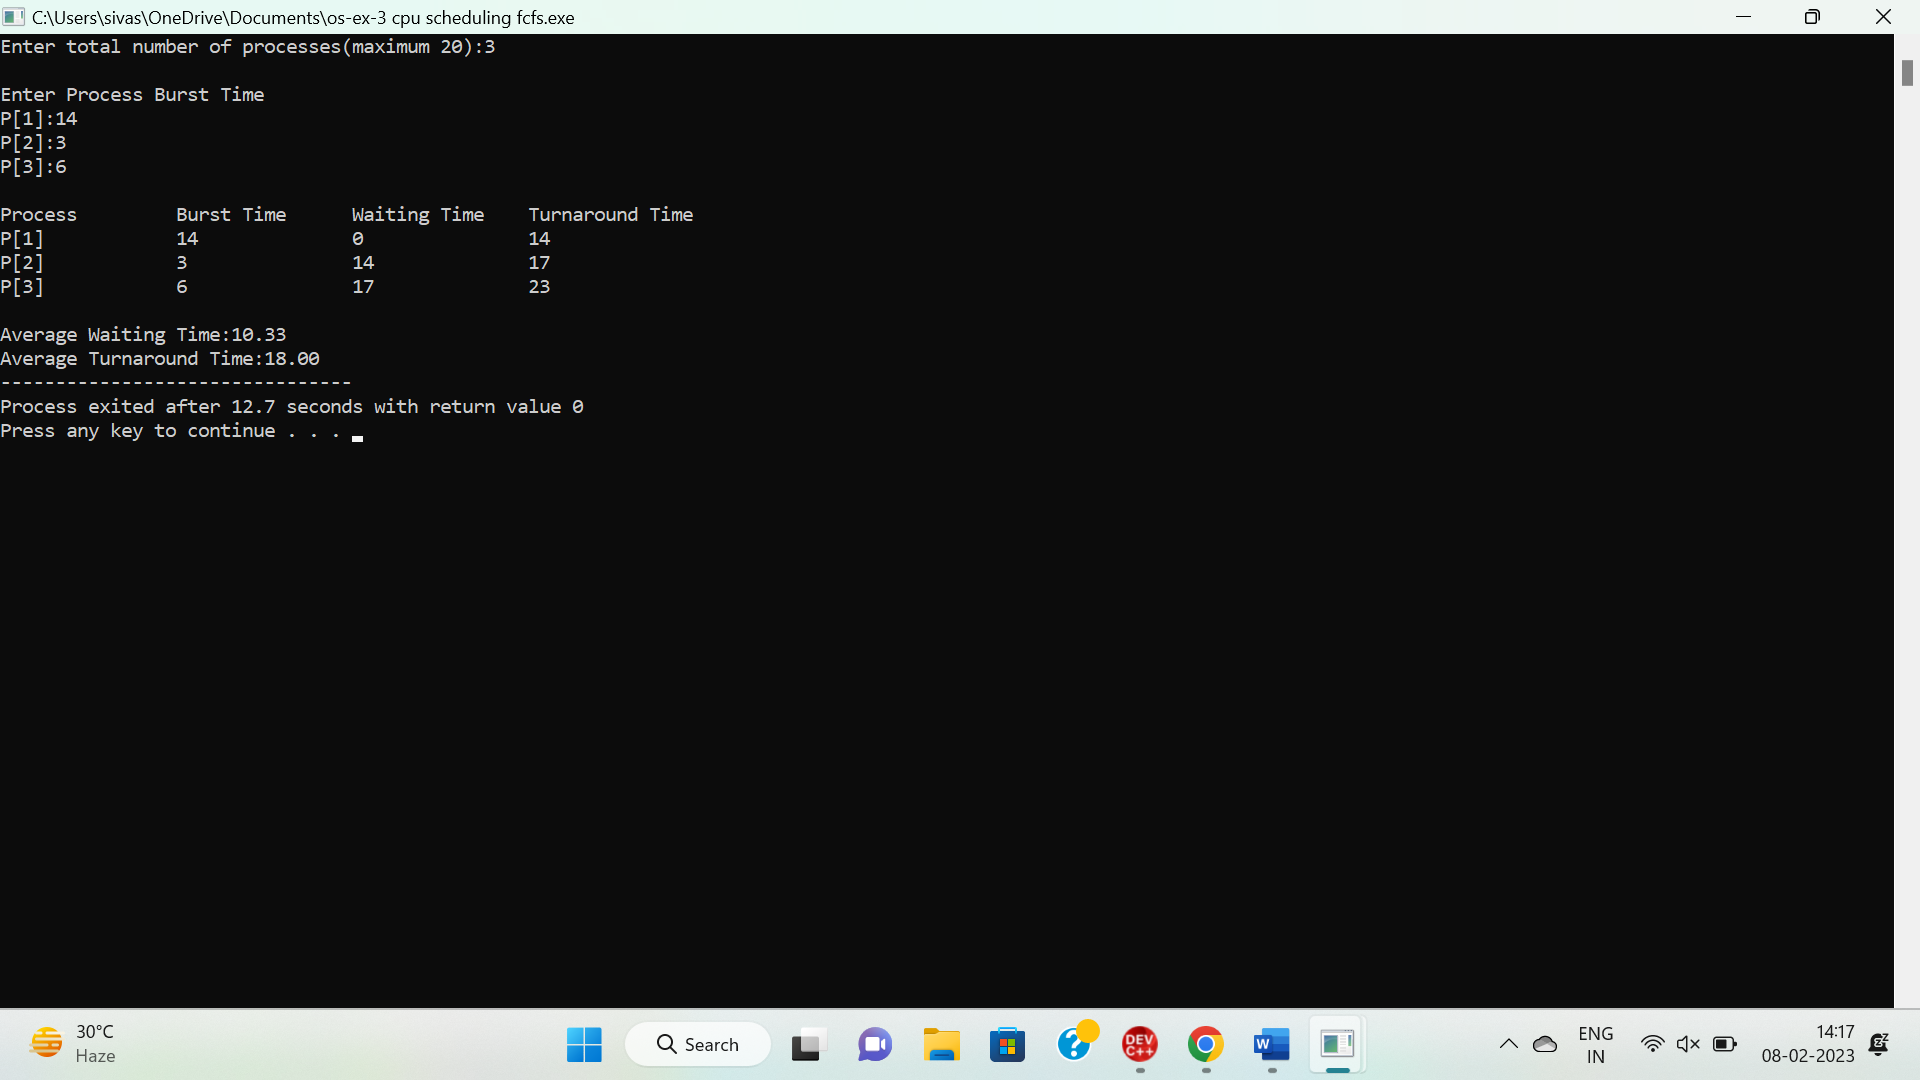 C:\Users\sivas\OneDrive\Documents\os-ex-3 cpu scheduling fcfs.exe
Enter total number of processes(maximum 20):3
Enter Process Burst Time
P[1]:14
P[2]:3
P[3]:6
Process Burst Time Waiting Time Turnaround Time
P[1] 14 0 14
P[2] 3 14 17
P[3] 6 17 23
Average Waiting Time:10.33
Average Turnaround Time:18.00
--------------------------------
Process exited after 12.7 seconds with return value 0
Press any key to continue . . .
30°C
Haze
Search
DEV
C++
W
ENG
IN
14:17
08-02-2023